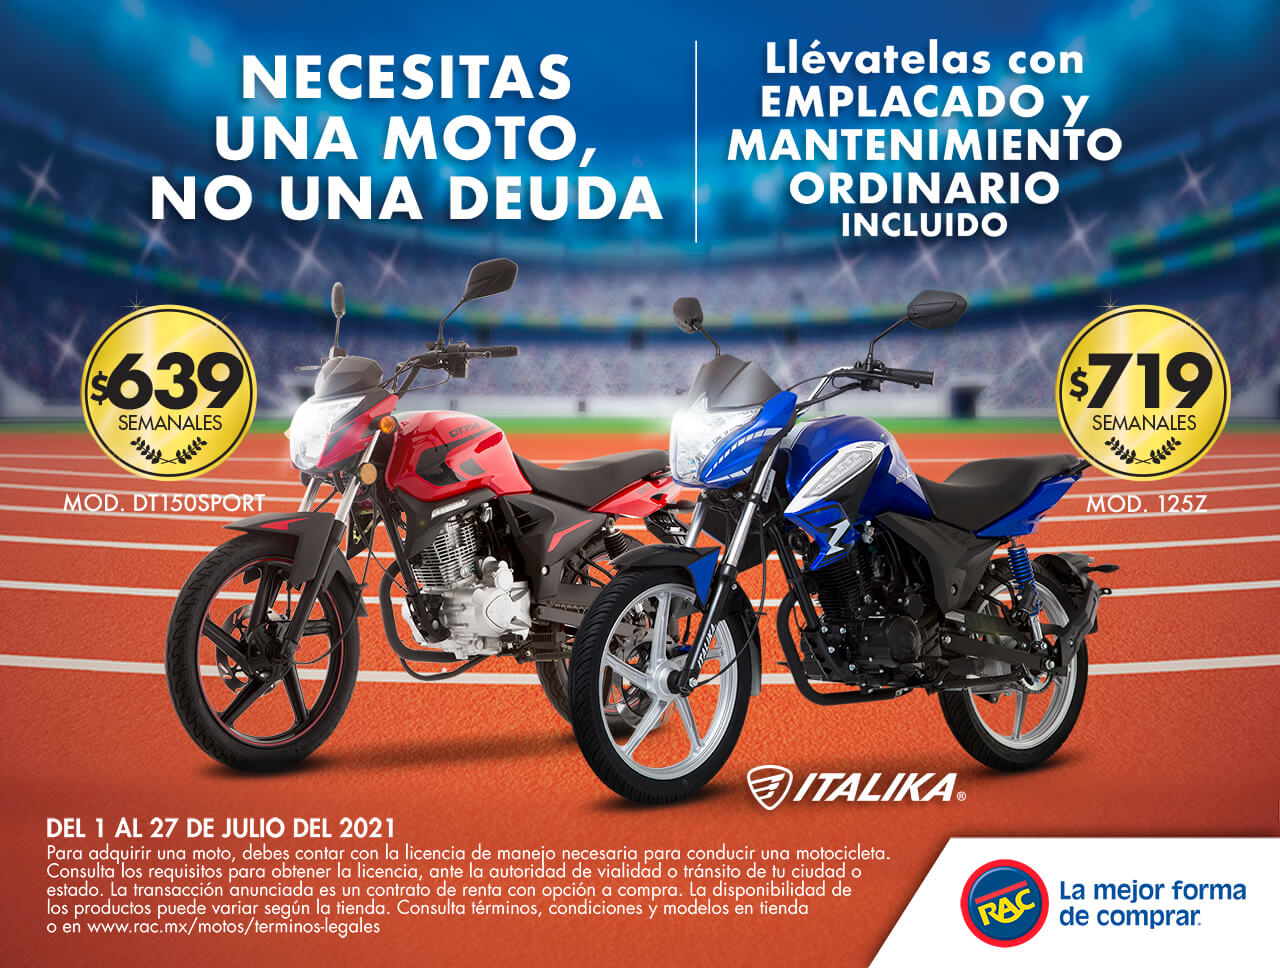 NECESITAS
UNA MOTO,
NO UNA DEUDA
Llévatelas con
EMPLACADO y
MANTENIMIENTO
ORDINARIO
INCLUIDO
$639
SEMANALES
MOD. DT150SPORT
$719
SEMANALES
MOD. 125Z
DT150
Z
ITALIKA
ITALIKA®
DEL 1 AL 27 DE JULIO DEL 2021
Para adquirir una moto, debes contar con la licencia de manejo necesaria para conducir una motocicleta.
Consulta los requisitos para obtener la licencia, ante la autoridad de vialidad o tránsito de tu ciudad o
estado. La transacción anunciada es un contrato de renta con opción a compra. La disponibilidad de
los productos puede variar según la tienda. Consulta términos, condiciones y modelos en tienda
o en www.rac.mx/motos/terminos-legales
RAC
La mejor forma
de comprar.